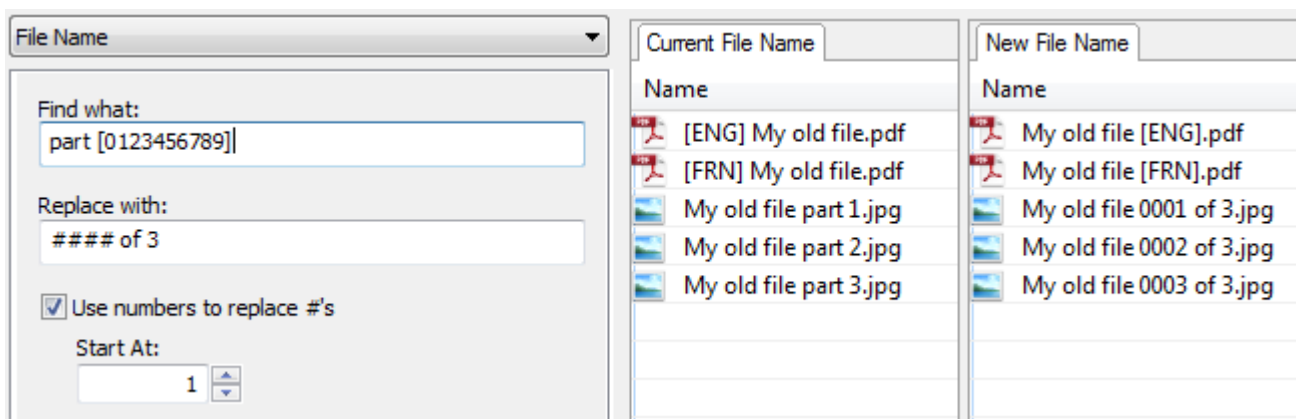 File Name
Find what:
part [0123456789]
Replace with:
#### of 3
Use numbers to replace #'s
Start At:
1
Current File Name
Name
[ENG] My old file.pdf
[FRN] My old file.pdf
My old file part 1.jpg
My old file part 2.jpg
My old file part 3.jpg
New File Name
Name
My old file [ENG].pdf
My old file [FRN].pdf
My old file 0001 of 3.jpg
My old file 0002 of 3.jpg
My old file 0003 of 3.jpg